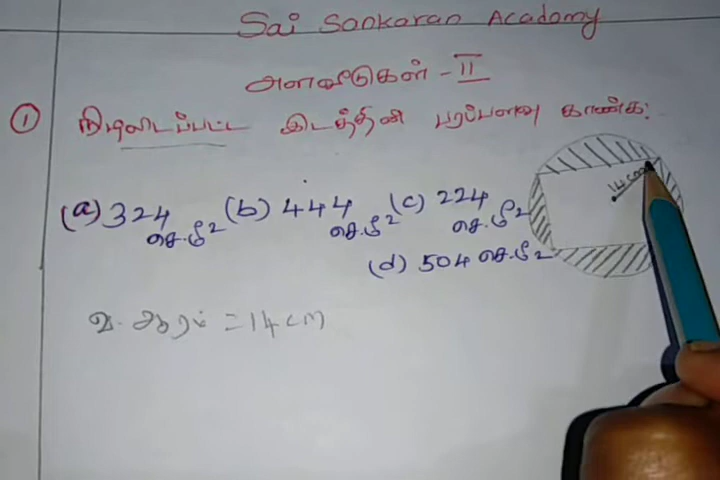 Sai Sankaran Academy
அளவீடுகள் - II
① நிழலிடப்பட்ட இடத்தின் பரப்பளவு காண்க:
(a) 324 செ.மீ² (b) 444 செ.மீ² (c) 224 செ.மீ²
(d) 504 செ.மீ²
14 cm
வ. ஆரம் = 14 cm